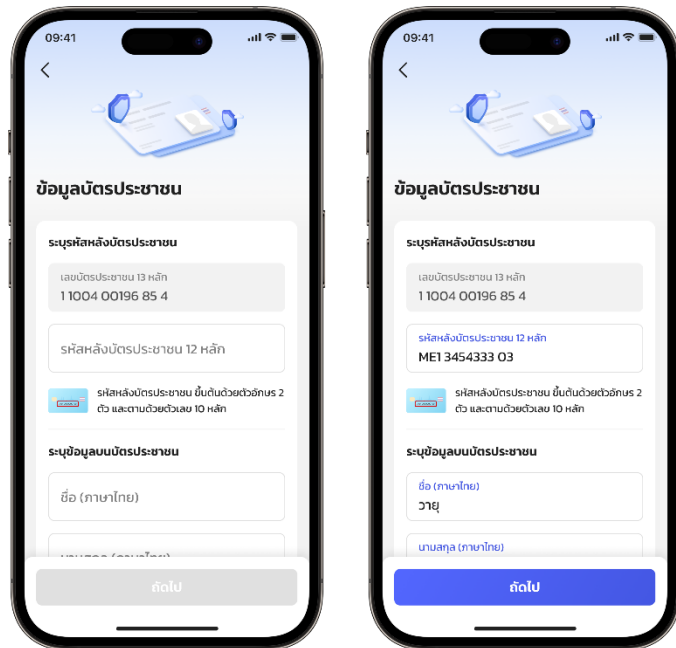 09:41
ข้อมูลบัตรประชาชน
ระบุรหัสหลังบัตรประชาชน
เลขบัตรประชาชน 13 หลัก
1 1004 00196 85 4
รหัสหลังบัตรประชาชน 12 หลัก
รหัสหลังบัตรประชาชน ขึ้นต้นด้วยตัวอักษร 2
ตัว และตามด้วยตัวเลข 10 หลัก
ระบุข้อมูลบนบัตรประชาชน
ชื่อ (ภาษาไทย)
นามสกุล (ภาษาไทย)
ถัดไป
09:41
ข้อมูลบัตรประชาชน
ระบุรหัสหลังบัตรประชาชน
เลขบัตรประชาชน 13 หลัก
1 1004 00196 85 4
รหัสหลังบัตรประชาชน 12 หลัก
ME1 3454333 03
รหัสหลังบัตรประชาชน ขึ้นต้นด้วยตัวอักษร 2
ตัว และตามด้วยตัวเลข 10 หลัก
ระบุข้อมูลบนบัตรประชาชน
ชื่อ (ภาษาไทย)
วายุ
นามสกุล (ภาษาไทย)
ถัดไป